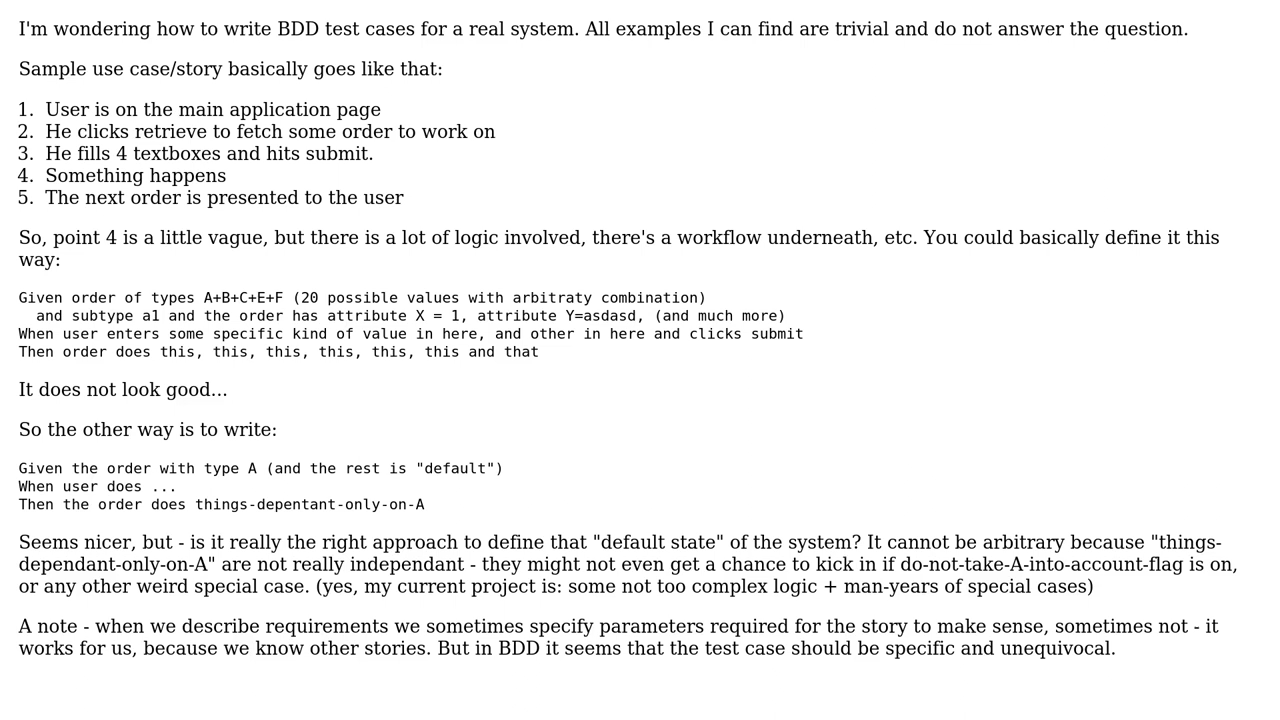 I'm wondering how to write BDD test cases for a real system. All examples I can find are trivial and do not answer the question.
Sample use case/story basically goes like that:
1. User is on the main application page
2. He clicks retrieve to fetch some order to work on
3. He fills 4 textboxes and hits submit.
4. Something happens
5. The next order is presented to the user
So, point 4 is a little vague, but there is a lot of logic involved, there's a workflow underneath, etc. You could basically define it this
way:
Given order of types A+B+C+E+F (20 possible values with arbitraty combination)
and subtype a1 and the order has attribute X = 1, attribute Y=asdasd, (and much more)
When user enters some specific kind of value in here, and other in here and clicks submit
Then order does this, this, this, this, this, this and that
It does not look good...
So the other way is to write:
Given the order with type A (and the rest is "default")
When user does ...
Then the order does things-depentant-only-on-A
Seems nicer, but - is it really the right approach to define that "default state" of the system? It cannot be arbitrary because "things-
dependant-only-on-A" are not really independant - they might not even get a chance to kick in if do-not-take-A-into-account-flag is on,
or any other weird special case. (yes, my current project is: some not too complex logic + man-years of special cases)
A note - when we describe requirements we sometimes specify parameters required for the story to make sense, sometimes not - it
works for us, because we know other stories. But in BDD it seems that the test case should be specific and unequivocal.